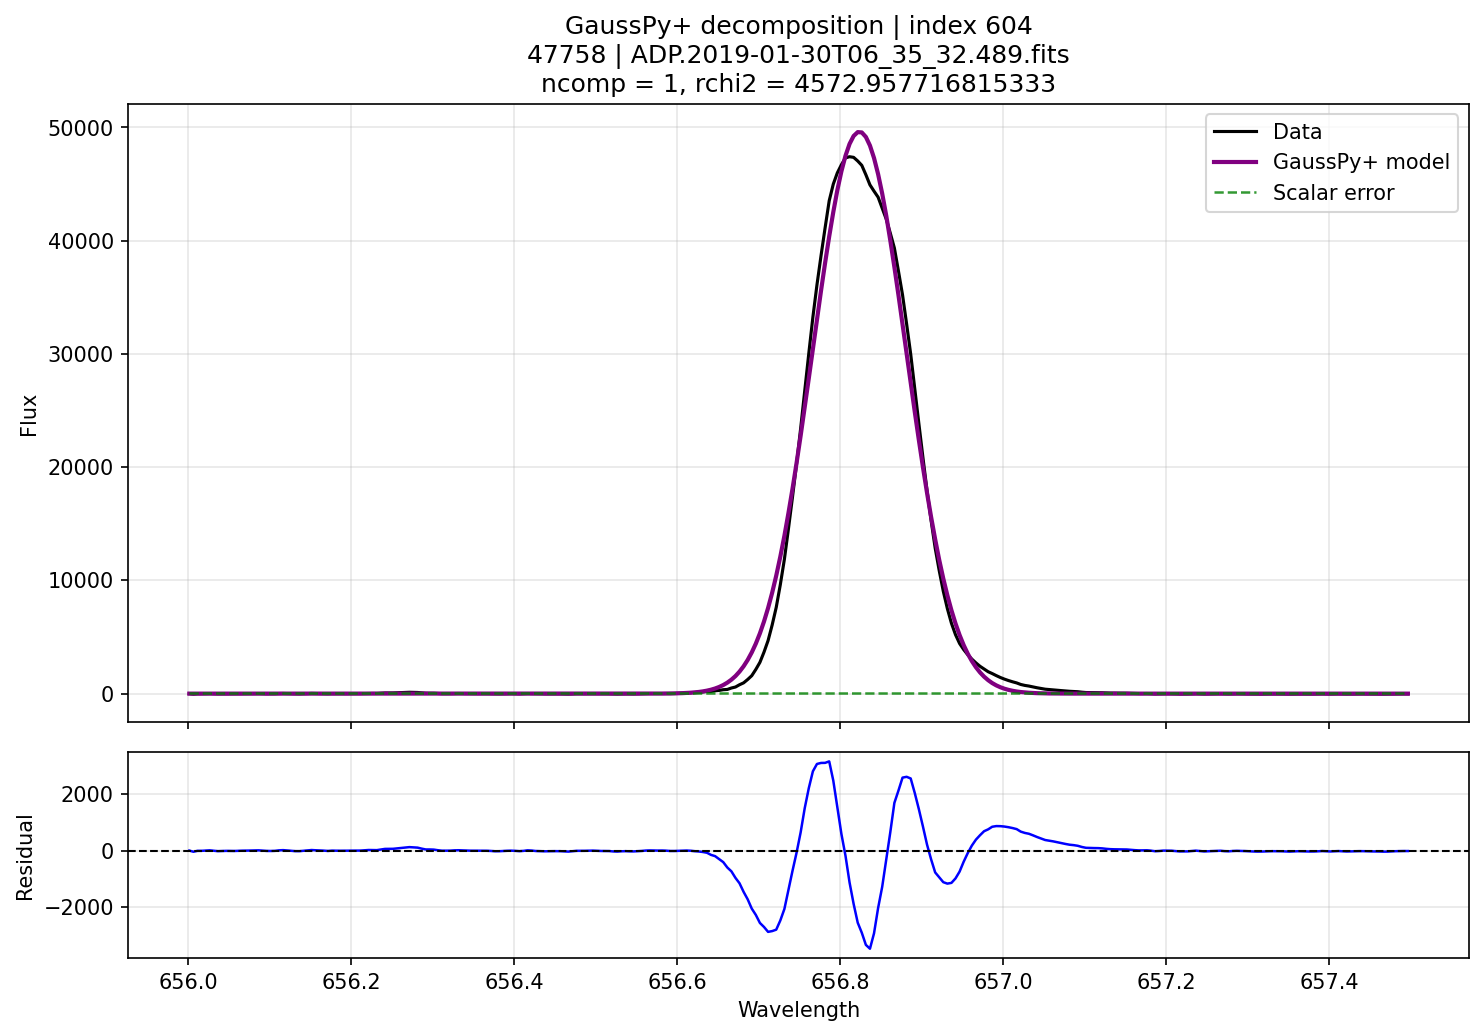 GaussPy+ decomposition | index 604
47758 | ADP.2019-01-30T06_35_32.489.fits
ncomp = 1, rchi2 = 4572.957716815333
Data
GaussPy+ model
Scalar error
Flux
50000
40000
30000
20000
10000
0
Residual
2000
0
−2000
656.0
656.2
656.4
656.6
656.8
657.0
657.2
657.4
Wavelength